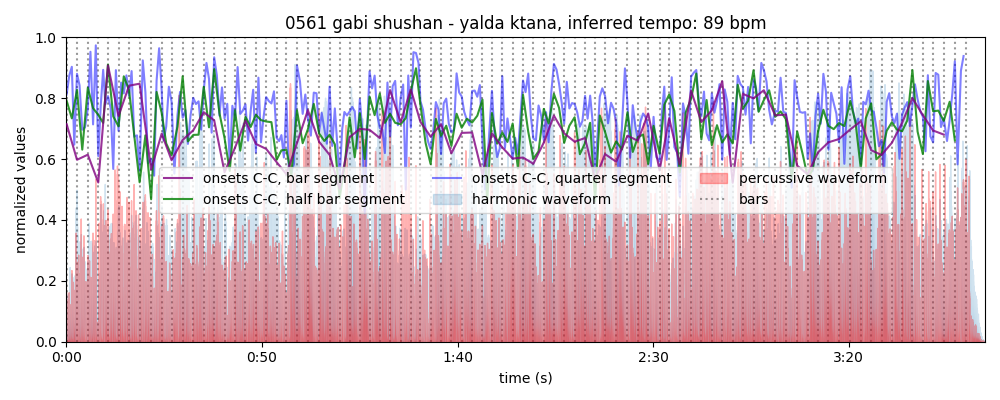 0561 gabi shushan - yalda ktana, inferred tempo: 89 bpm
normalized values
1.0
0.8
0.6
0.4
0.2
0.0
onsets C-C, bar segment
onsets C-C, half bar segment
onsets C-C, quarter segment
harmonic waveform
percussive waveform
bars
0:00
0:50
1:40
2:30
3:20
time (s)